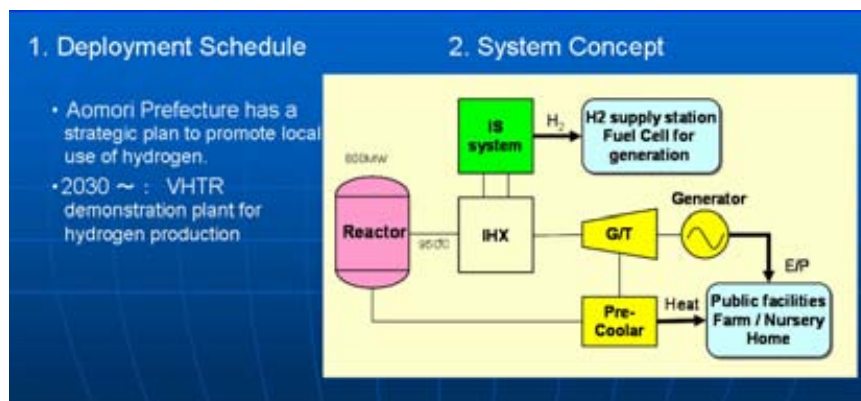 1. Deployment Schedule
2. System Concept
• Aomori Prefecture has a
strategic plan to promote local
use of hydrogen.
•2030 ~ : VHTR
demonstration plant for
hydrogen production
IS
system
H2
H2 supply station
Fuel Cell for
generation
600MW
Reactor
950℃
IHX
G/T
Generator
E/P
Pre-
Coolar
Heat
Public facilities
Farm / Nursery
Home